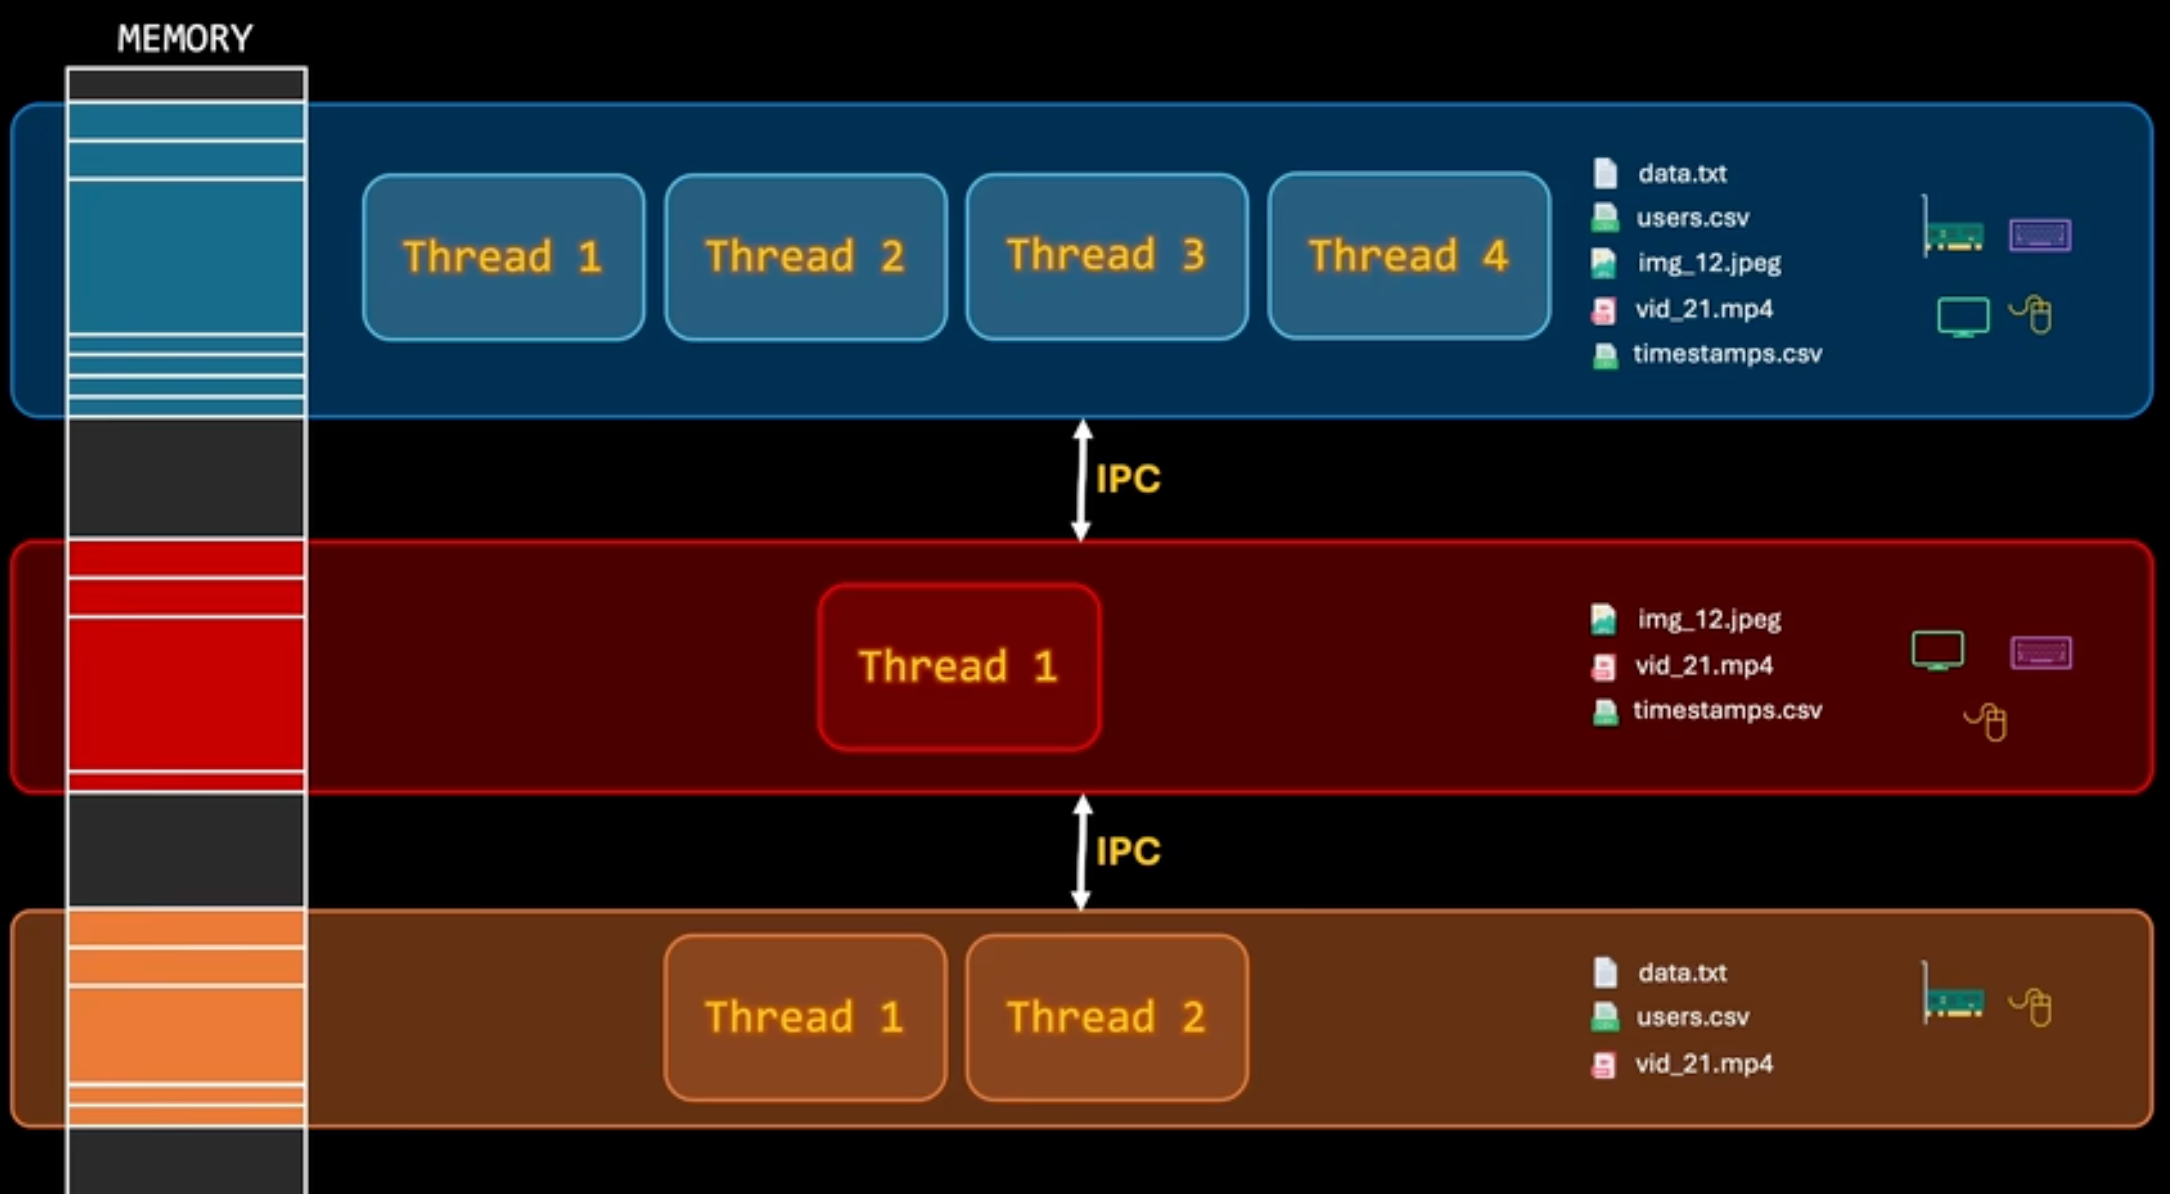 MEMORY
Thread 1
Thread 2
Thread 3
Thread 4
data.txt
users.csv
img_12.jpeg
vid_21.mp4
timestamps.csv
IPC
Thread 1
img_12.jpeg
vid_21.mp4
timestamps.csv
IPC
Thread 1
Thread 2
data.txt
users.csv
vid_21.mp4